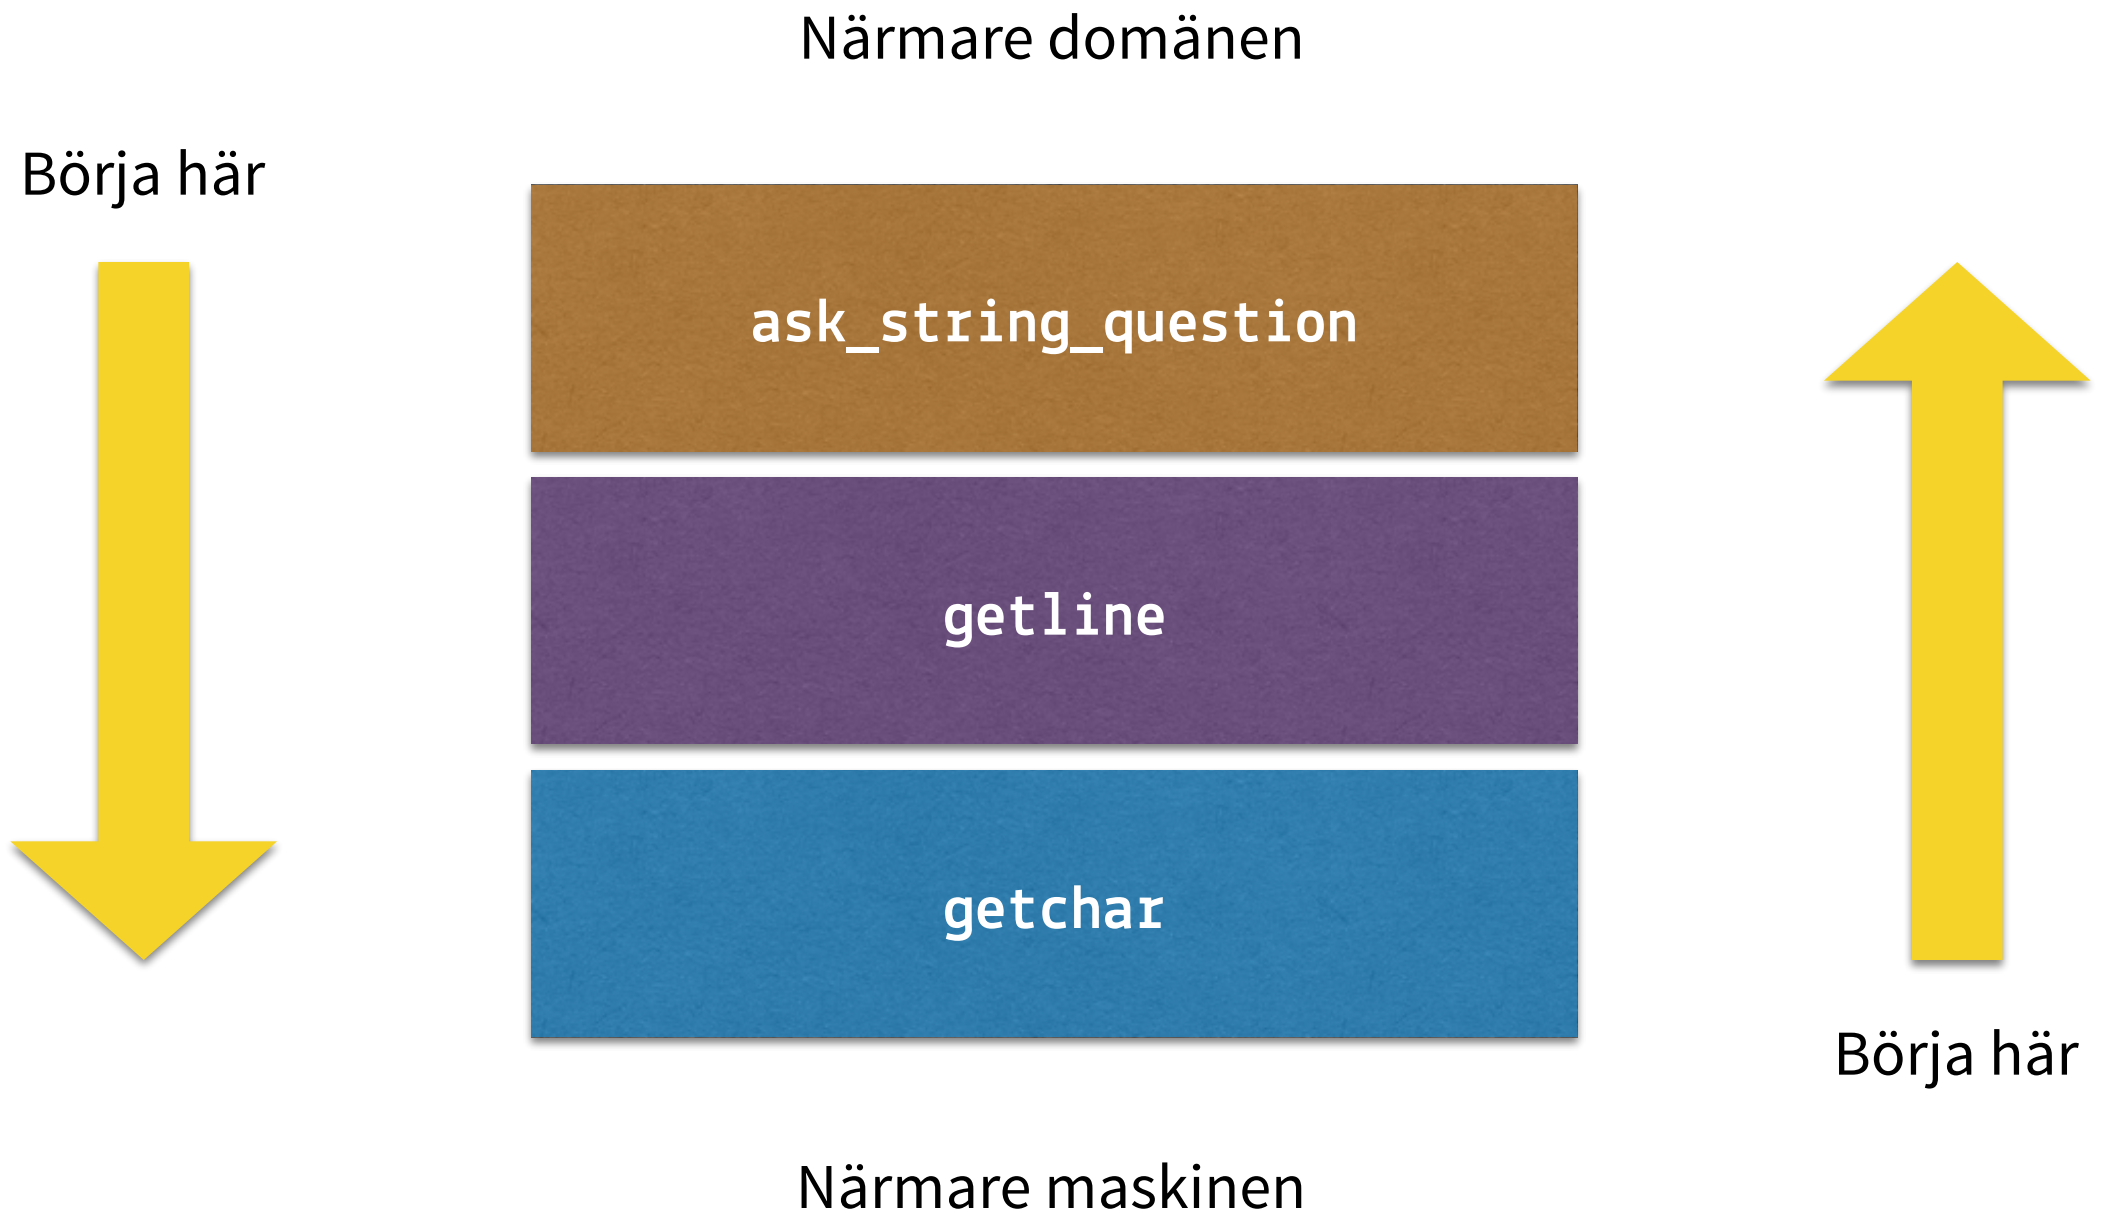 Närmare domänen
Börja här
ask_string_question
getline
getchar
Börja här
Närmare maskinen